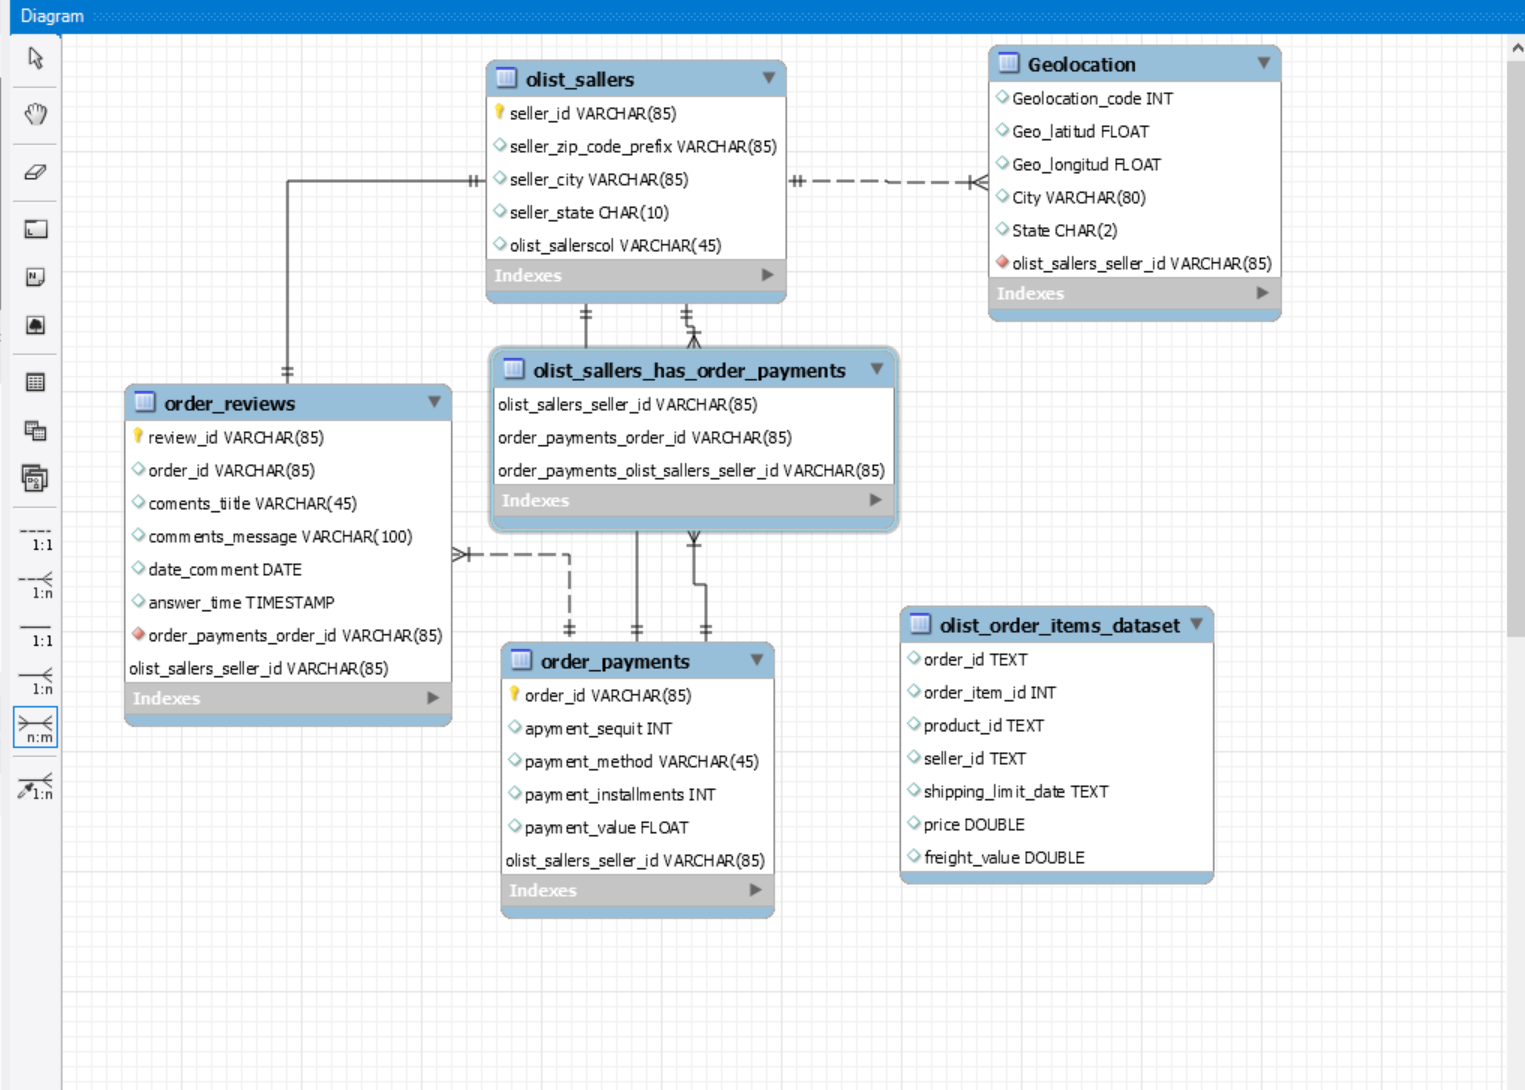 Diagram
olist_sallers
seller_id VARCHAR(85)
seller_zip_code_prefix VARCHAR(85)
seller_city VARCHAR(85)
seller_state CHAR(10)
olist_sallerscol VARCHAR(45)
Indexes
Geolocation
Geolocation_code INT
Geo_latitud FLOAT
Geo_longitud FLOAT
City VARCHAR(80)
State CHAR(2)
olist_sallers_seller_id VARCHAR(85)
Indexes
olist_sallers_has_order_payments
olist_sallers_seller_id VARCHAR(85)
order_payments_order_id VARCHAR(85)
order_payments_olist_sallers_seller_id VARCHAR(85)
Indexes
order_reviews
review_id VARCHAR(85)
order_id VARCHAR(85)
coments_tiitle VARCHAR(45)
comments_message VARCHAR(100)
date_comment DATE
answer_time TIMESTAMP
order_payments_order_id VARCHAR(85)
olist_sallers_seller_id VARCHAR(85)
Indexes
order_payments
order_id VARCHAR(85)
apyment_sequit INT
payment_method VARCHAR(45)
payment_installments INT
payment_value FLOAT
olist_sallers_seller_id VARCHAR(85)
Indexes
olist_order_items_dataset
order_id TEXT
order_item_id INT
product_id TEXT
seller_id TEXT
shipping_limit_date TEXT
price DOUBLE
freight_value DOUBLE
1:1
1:n
1:1
1:n
n:m
1:n